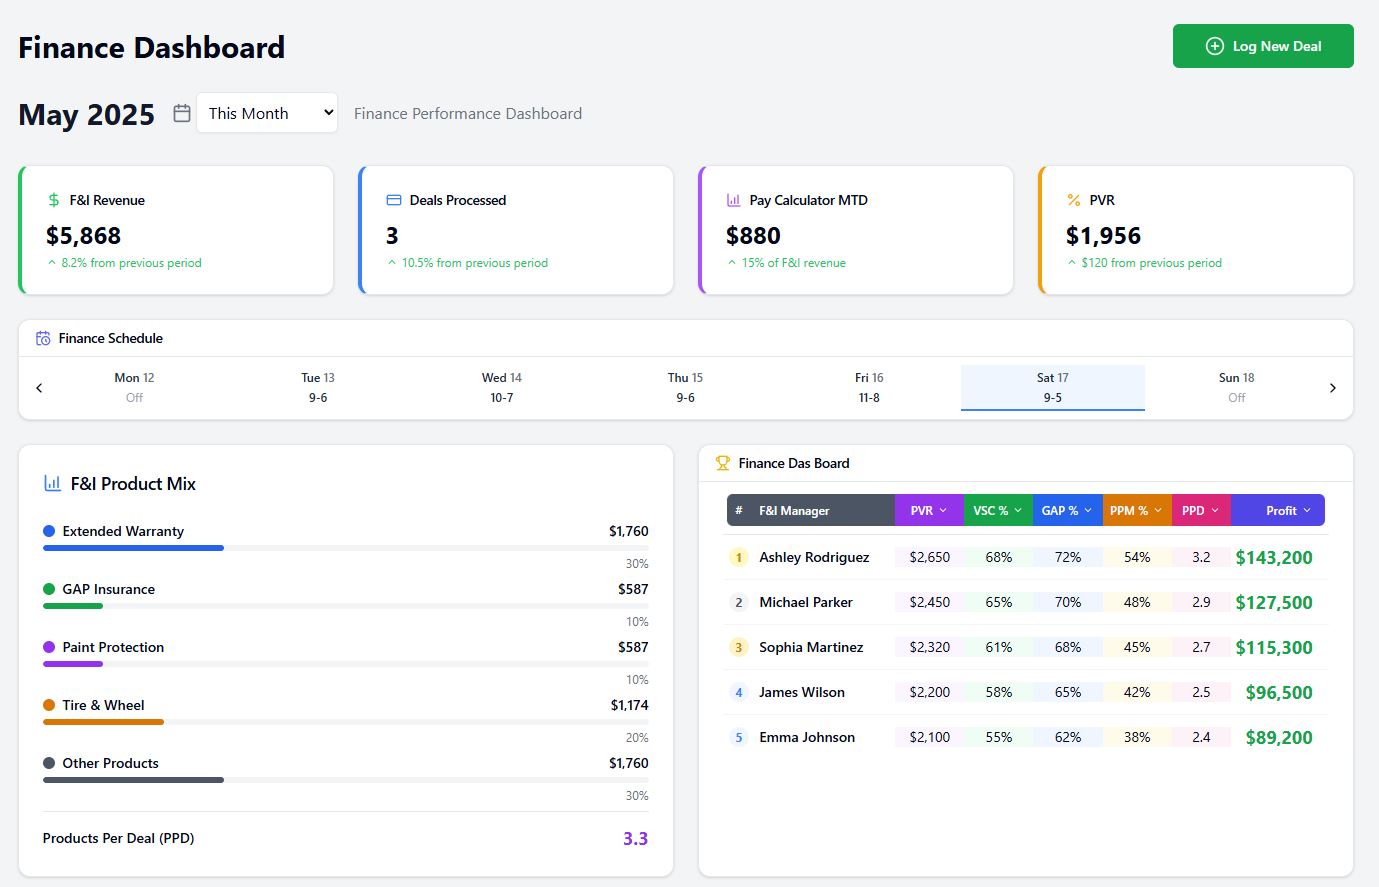 Finance Dashboard
Log New Deal
May 2025
This Month
Finance Performance Dashboard
F&I Revenue
$5,868
8.2% from previous period
Deals Processed
3
10.5% from previous period
Pay Calculator MTD
$880
15% of F&I revenue
PVR
$1,956
$120 from previous period
Finance Schedule
Mon 12
Off
Tue 13
9-6
Wed 14
10-7
Thu 15
9-6
Fri 16
11-8
Sat 17
9-5
Sun 18
Off
F&I Product Mix
Extended Warranty $1,760
30%
GAP Insurance $587
10%
Paint Protection $587
10%
Tire & Wheel $1,174
20%
Other Products $1,760
30%
Products Per Deal (PPD) 3.3
Finance Das Board
# F&I Manager PVR VSC % GAP % PPM % PPD Profit
1 Ashley Rodriguez $2,650 68% 72% 54% 3.2 $143,200
2 Michael Parker $2,450 65% 70% 48% 2.9 $127,500
3 Sophia Martinez $2,320 61% 68% 45% 2.7 $115,300
4 James Wilson $2,200 58% 65% 42% 2.5 $96,500
5 Emma Johnson $2,100 55% 62% 38% 2.4 $89,200